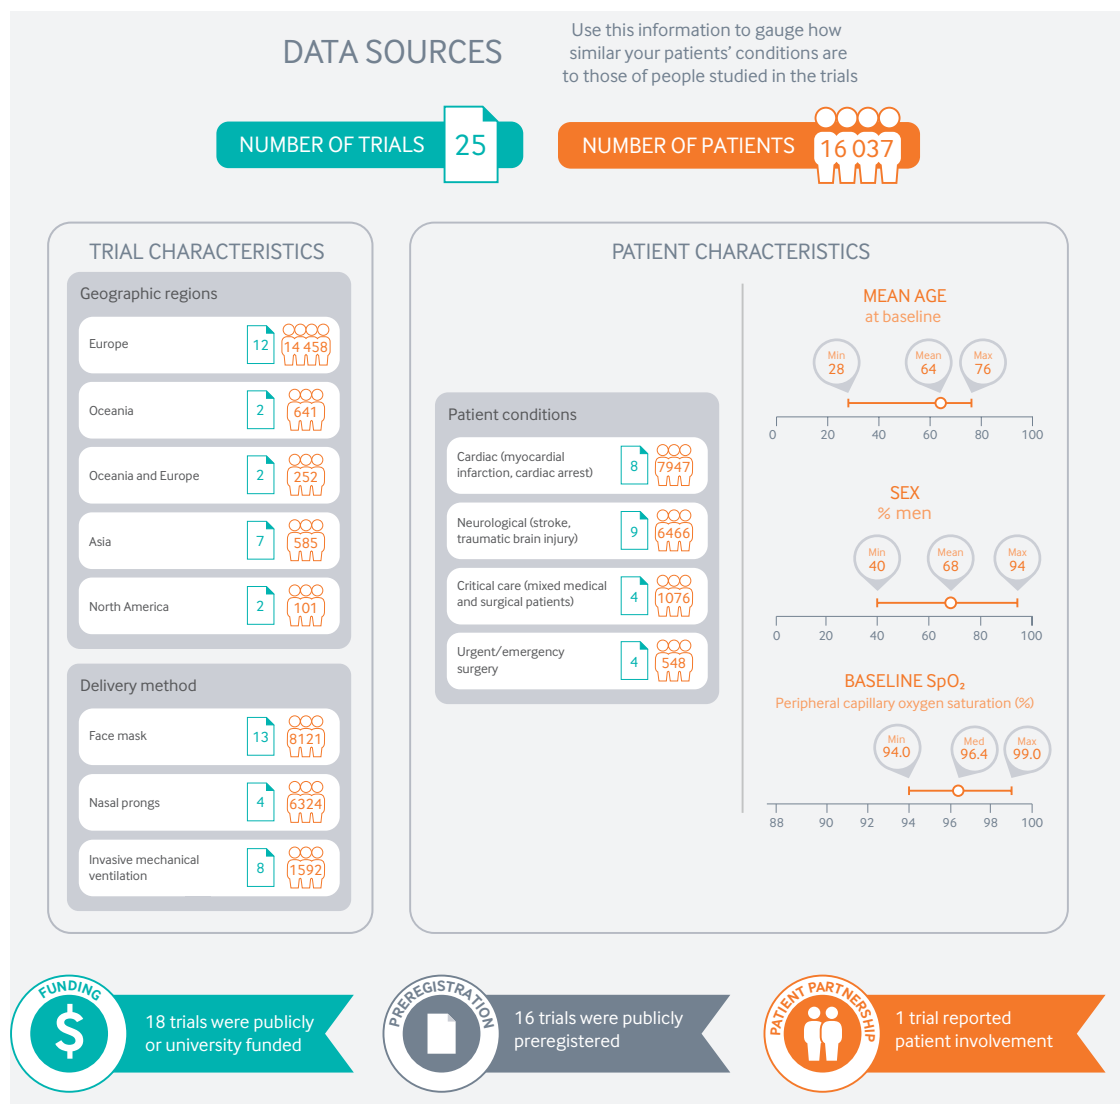 DATA SOURCES
Use this information to gauge how
similar your patients' conditions are
to those of people studied in the trials
NUMBER OF TRIALS 25
NUMBER OF PATIENTS 16 037
TRIAL CHARACTERISTICS
Geographic regions
Europe 12 14 458
Oceania 2 641
Oceania and Europe 2 252
Asia 7 585
North America 2 101
Delivery method
Face mask 13 8121
Nasal prongs 4 6324
Invasive mechanical
ventilation 8 1592
PATIENT CHARACTERISTICS
Patient conditions
Cardiac (myocardial
infarction, cardiac arrest) 8 7947
Neurological (stroke,
traumatic brain injury) 9 6466
Critical care (mixed medical
and surgical patients) 4 1076
Urgent/emergency
surgery 4 548
MEAN AGE
at baseline
Min Mean Max
28 64 76
0 20 40 60 80 100
SEX
% men
Min Mean Max
40 68 94
0 20 40 60 80 100
BASELINE SpO₂
Peripheral capillary oxygen saturation (%)
Min Med Max
94.0 96.4 99.0
88 90 92 94 96 98 100
FUNDING
$
18 trials were publicly
or university funded
PREREGISTRATION
16 trials were publicly
preregistered
PATIENT PARTNERSHIP
1 trial reported
patient involvement